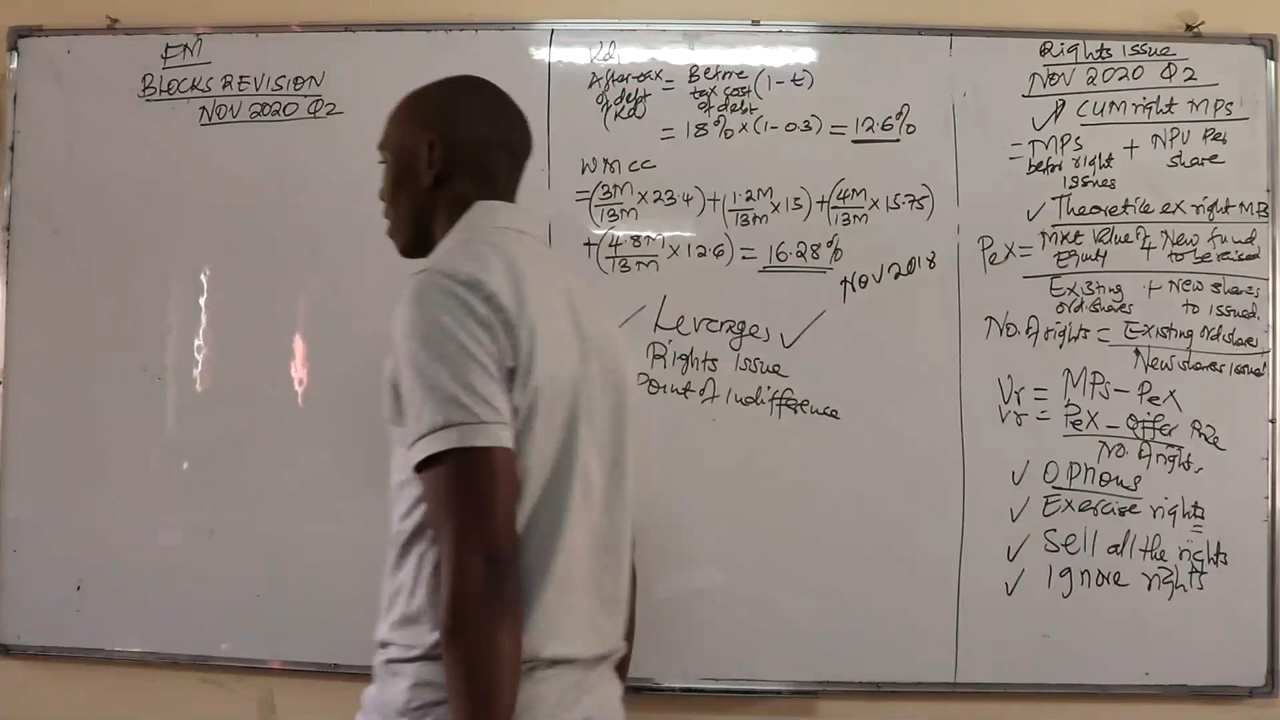 FM
BLOCKS REVISION
NOV 2020 Q2
Kd
After tax of debt (Kd) = Before tax cost of debt (1 - t)
= 18% x (1 - 0.3) = 12.6%
WMCC
= (3M/13M x 23.4) + (1.2M/13M x 15) + (4M/13M x 15.75)
+ (4.8M/13M x 12.6) = 16.28%
NOV 2018
✓ Leverages ✓
Rights Issue
Point of Indifference
Rights Issue
NOV 2020 Q2
✓ CUM right MPS
= MPS before right Issues + NPV Per share
✓ Theoretile ex right MB
Pex = Mkt Value of Equity + New fund to be raised
Existing ord. shares + New shares to issued.
No. of rights = Existing ord share
New shares issued
Vr = MPS - Pex
Vr = Pex - offer Price
No. of rights.
✓ Options
✓ Exercise rights
✓ Sell all the rights
✓ Ignore rights